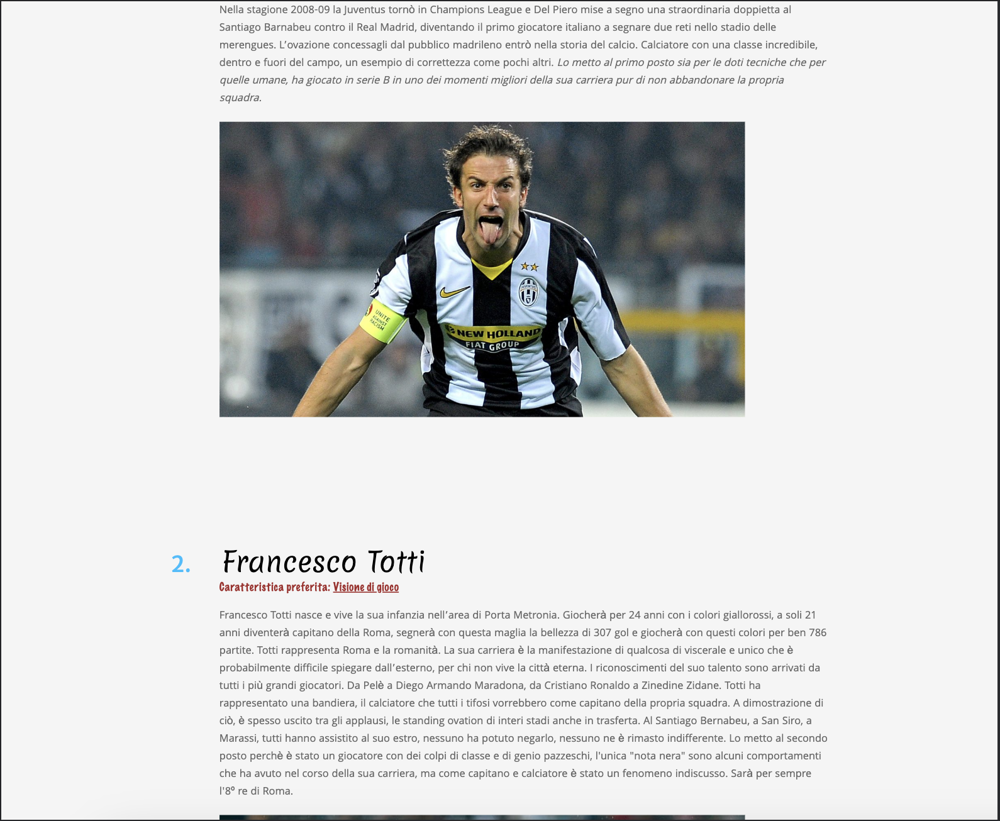 Nella stagione 2008-09 la Juventus tornò in Champions League e Del Piero mise a segno una straordinaria doppietta al
Santiago Barnabeu contro il Real Madrid, diventando il primo giocatore italiano a segnare due reti nello stadio delle
merengues. L’ovazione concessagli dal pubblico madrileno entrò nella storia del calcio. Calciatore con una classe incredibile,
dentro e fuori del campo, un esempio di correttezza come pochi altri. Lo metto al primo posto sia per le doti tecniche che per
quelle umane, ha giocato in serie B in uno dei momenti migliori della sua carriera pur di non abbandonare la propria
squadra.
JUVENTUS
UNITE
AGAINST
RACISM
NEW HOLLAND
FIAT GROUP
2. Francesco Totti
Caratteristica preferita: Visione di gioco
Francesco Totti nasce e vive la sua infanzia nell’area di Porta Metronia. Giocherà per 24 anni con i colori giallorossi, a soli 21
anni diventerà capitano della Roma, segnerà con questa maglia la bellezza di 307 gol e giocherà con questi colori per ben 786
partite. Totti rappresenta Roma e la romanità. La sua carriera è la manifestazione di qualcosa di viscerale e unico che è
probabilmente difficile spiegare dall’esterno, per chi non vive la città eterna. I riconoscimenti del suo talento sono arrivati da
tutti i più grandi giocatori. Da Pelè a Diego Armando Maradona, da Cristiano Ronaldo a Zinedine Zidane. Totti ha
rappresentato una bandiera, il calciatore che tutti i tifosi vorrebbero come capitano della propria squadra. A dimostrazione di
ciò, è spesso uscito tra gli applausi, le standing ovation di interi stadi anche in trasferta. Al Santiago Bernabeu, a San Siro, a
Marassi, tutti hanno assistito al suo estro, nessuno ha potuto negarlo, nessuno ne è rimasto indifferente. Lo metto al secondo
posto perchè è stato un giocatore con dei colpi di classe e di genio pazzeschi, l'unica "nota nera" sono alcuni comportamenti
che ha avuto nel corso della sua carriera, ma come capitano e calciatore è stato un fenomeno indiscusso. Sarà per sempre
l'8º re di Roma.